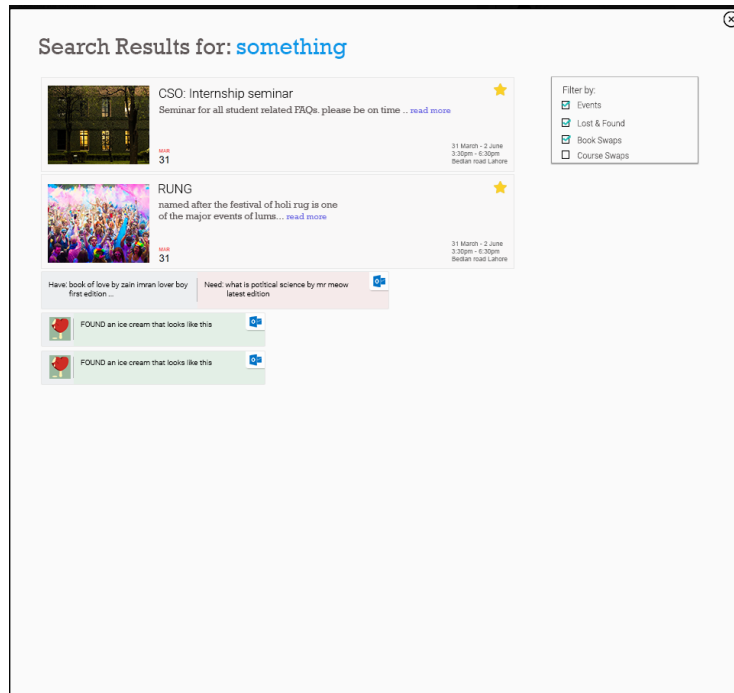 Search Results for: something
CSO: Internship seminar
Seminar for all student related FAQs. please be on time .. read more
MAR
31
31 March - 2 June
3:30pm - 6:30pm
Bedian road Lahore
RUNG
named after the festival of holi rug is one
of the major events of lums... read more
MAR
31
31 March - 2 June
3:30pm - 6:30pm
Bedian road Lahore
Have: book of love by zain imran lover boy
first edition ...
Need: what is potitical science by mr meow
latest edition
FOUND an ice cream that looks like this
FOUND an ice cream that looks like this
Filter by:
Events
Lost & Found
Book Swaps
Course Swaps